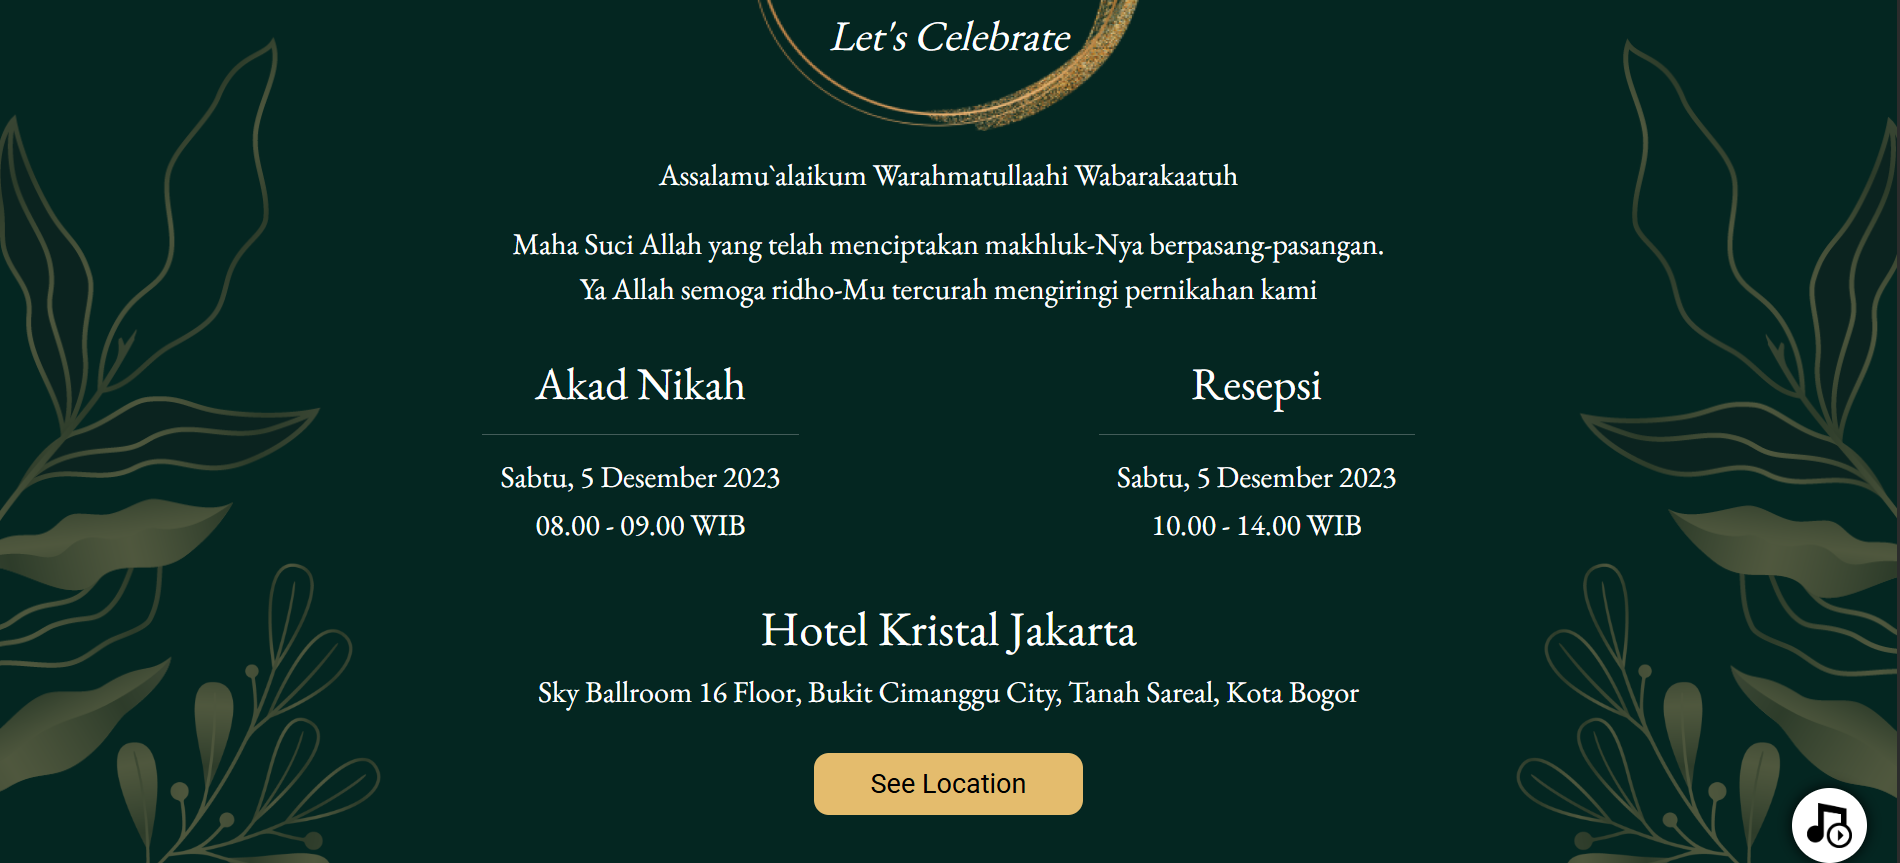 Let's Celebrate
Assalamu`alaikum Warahmatullaahi Wabarakaatuh
Maha Suci Allah yang telah menciptakan makhluk-Nya berpasang-pasangan.
Ya Allah semoga ridho-Mu tercurah mengiringi pernikahan kami
Akad Nikah
Sabtu, 5 Desember 2023
08.00 - 09.00 WIB
Resepsi
Sabtu, 5 Desember 2023
10.00 - 14.00 WIB
Hotel Kristal Jakarta
Sky Ballroom 16 Floor, Bukit Cimanggu City, Tanah Sareal, Kota Bogor
See Location